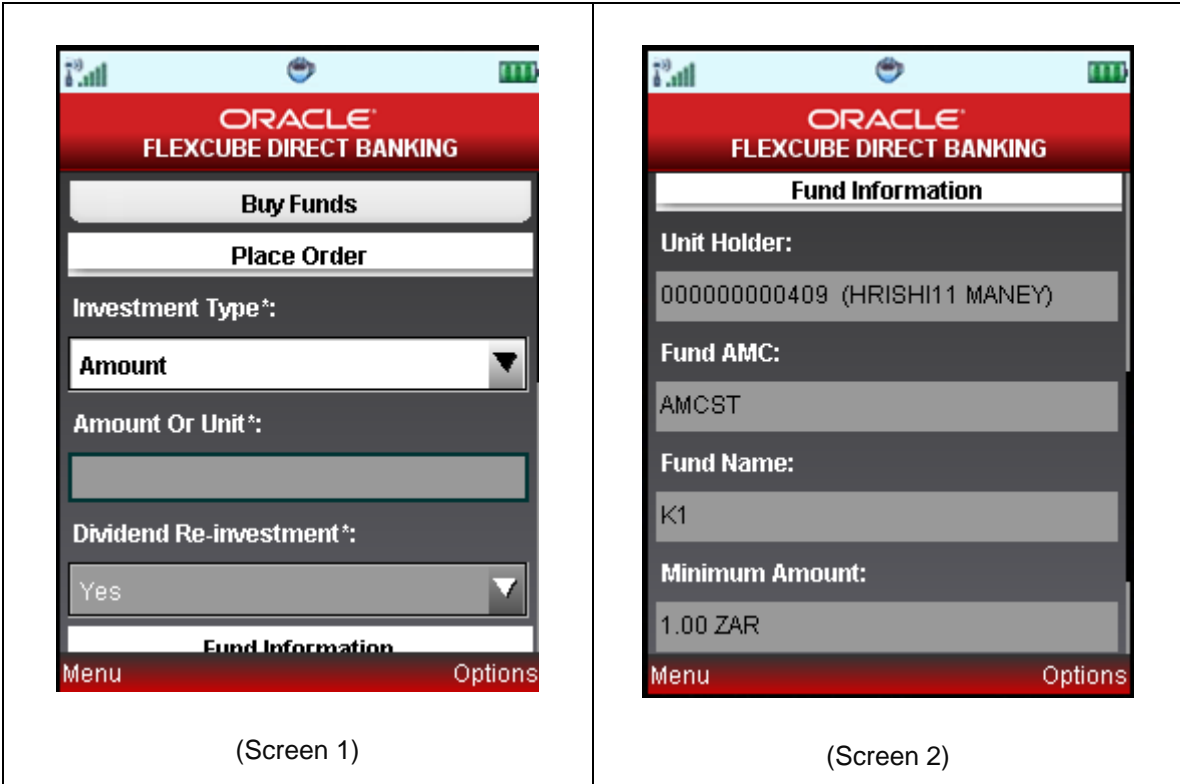 ORACLE
FLEXCUBE DIRECT BANKING
Buy Funds
Place Order
Investment Type*:
Amount
Amount Or Unit*:
Dividend Re-investment*:
Yes
Fund Information
Menu Options
(Screen 1)
ORACLE
FLEXCUBE DIRECT BANKING
Fund Information
Unit Holder:
000000000409 (HRISHI11 MANEY)
Fund AMC:
AMCST
Fund Name:
K1
Minimum Amount:
1.00 ZAR
Menu Options
(Screen 2)